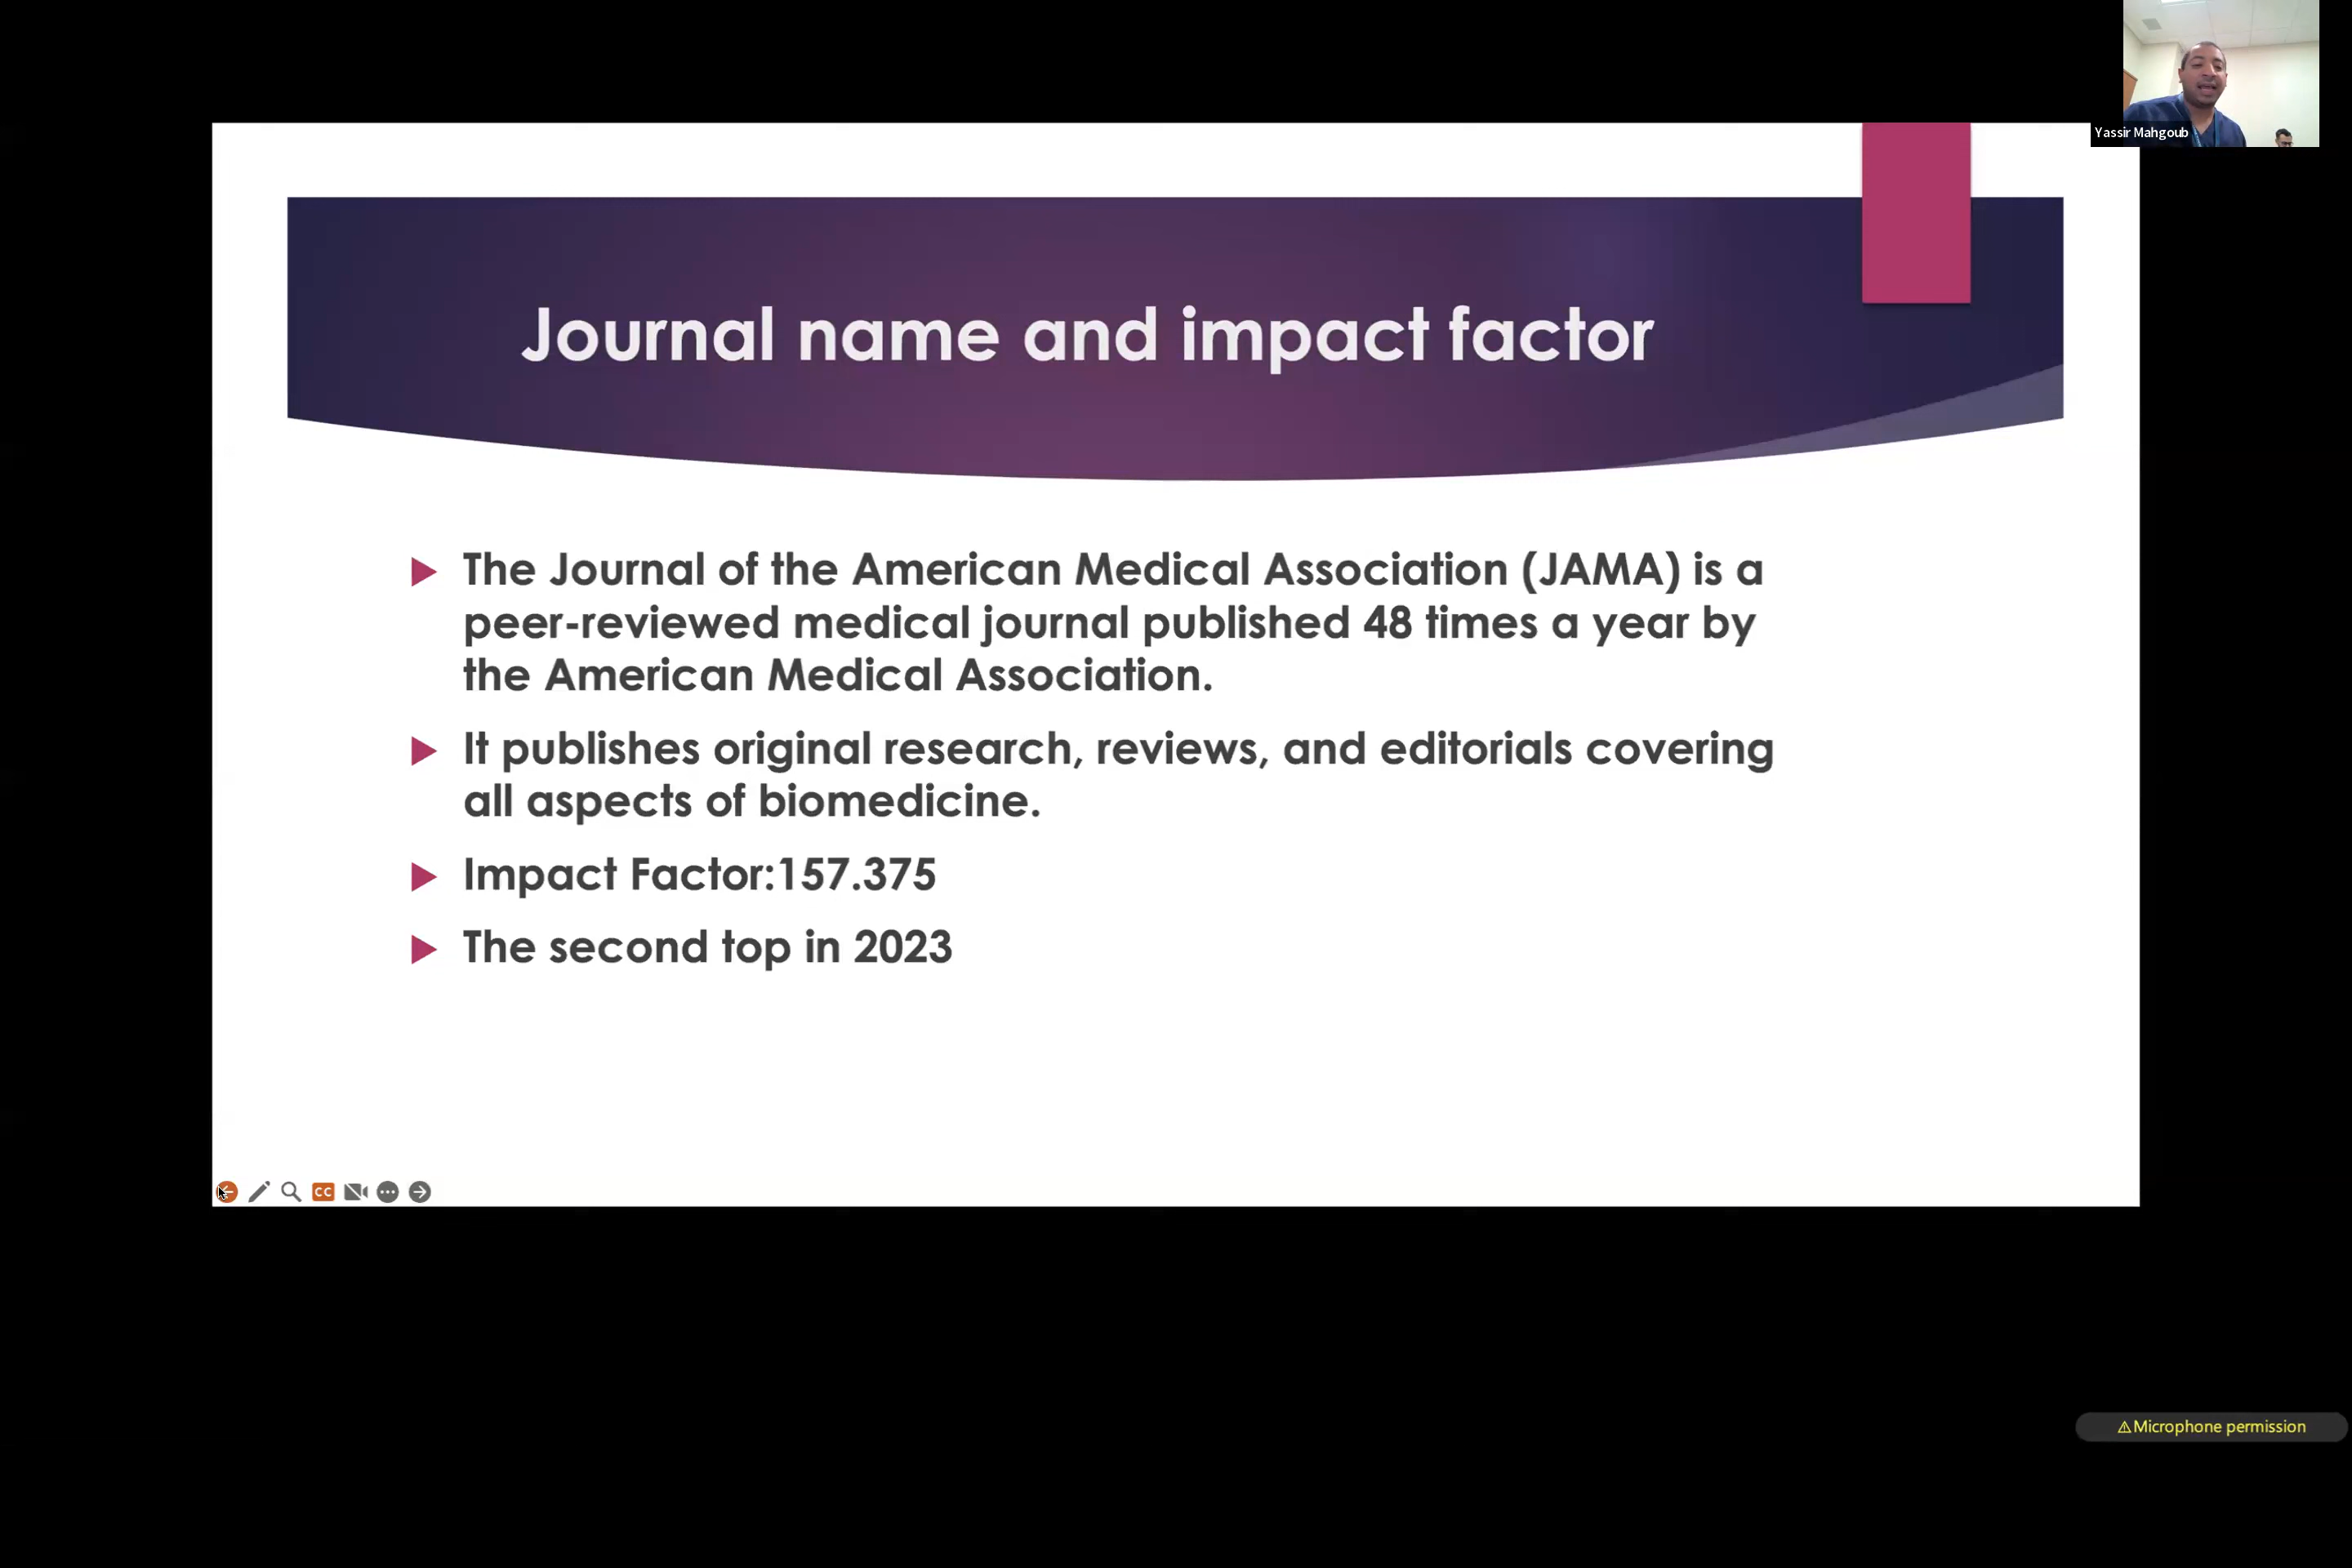 Yassir Mahgoub
Journal name and impact factor
The Journal of the American Medical Association (JAMA) is a
peer-reviewed medical journal published 48 times a year by
the American Medical Association.
It publishes original research, reviews, and editorials covering
all aspects of biomedicine.
Impact Factor:157.375
The second top in 2023
CC
⚠Microphone permission